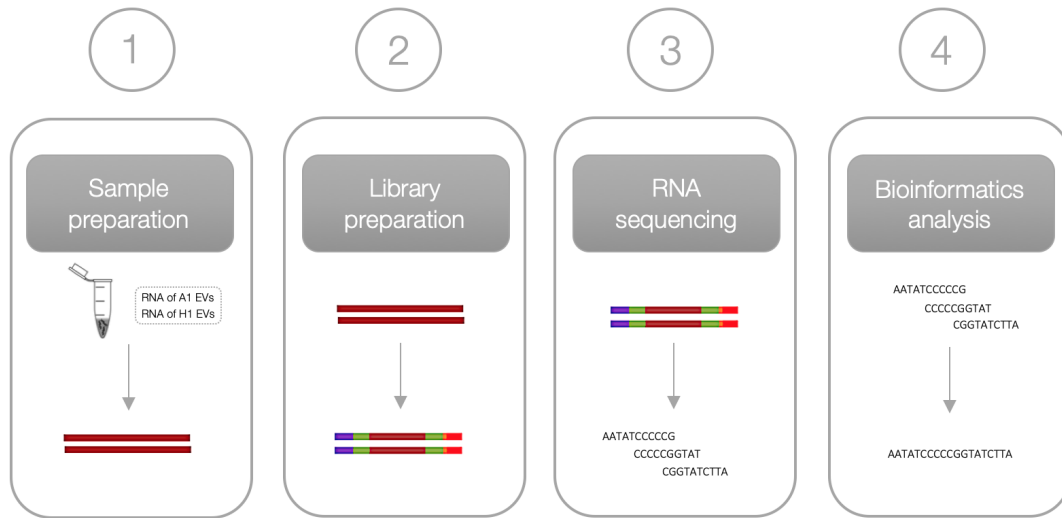 1
2
3
4
Sample
preparation
RNA of A1 EVs
RNA of H1 EVs
Library
preparation
RNA
sequencing
AATATCCCCCG
CCCCCGGTAT
CGGTATCTTA
Bioinformatics
analysis
AATATCCCCCG
CCCCCGGTAT
CGGTATCTTA
AATATCCCCCGGTATCTTA